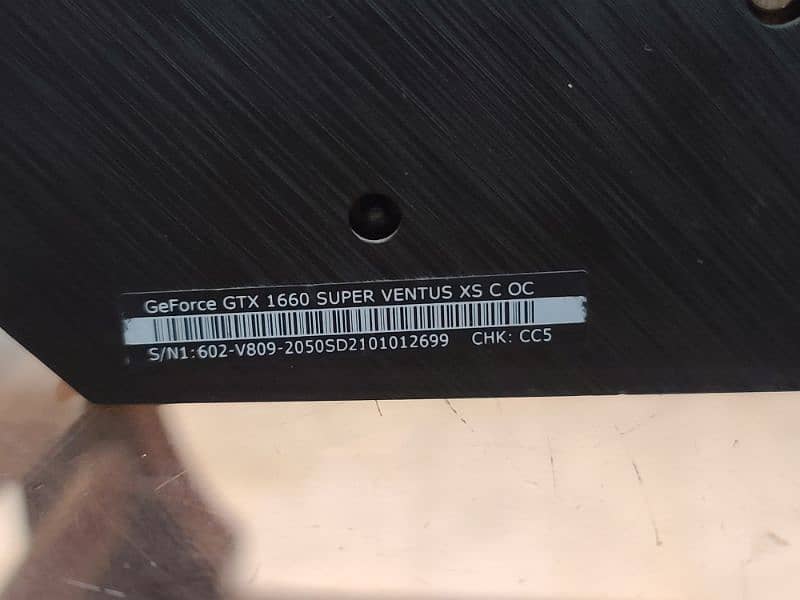 GeForce GTX 1660 SUPER VENTUS XS C OC
S/N1:602-V809-2050SD2101012699 CHK: CC5